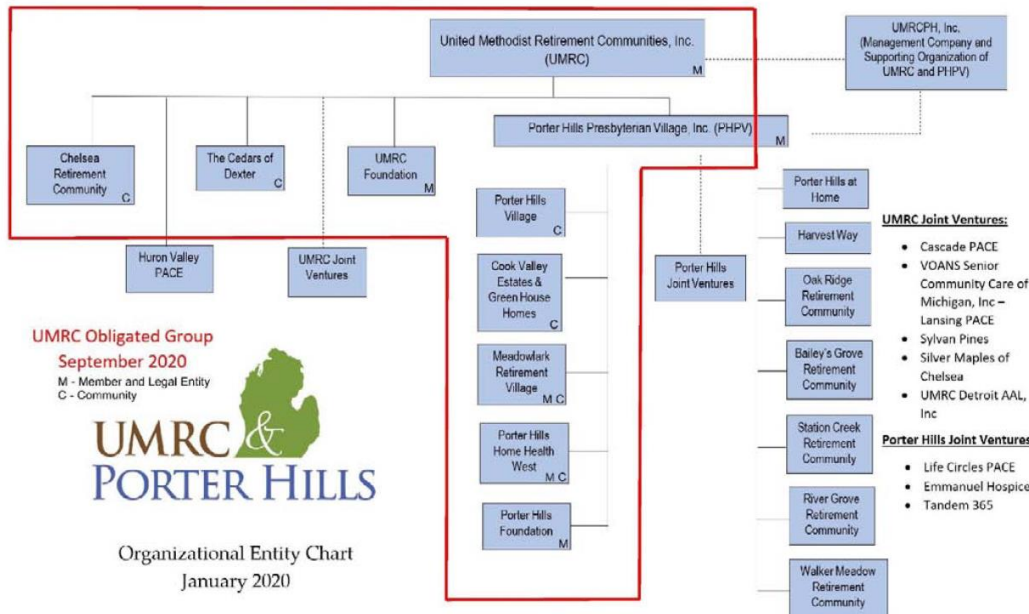 United Methodist Retirement Communities, Inc.
(UMRC)
M
UMRCPH, Inc.
(Management Company and
Supporting Organization of
UMRC and PHPV)
Porter Hills Presbyterian Village, Inc. (PHPV)
M
Chelsea
Retirement
Community
C
The Cedars of
Dexter
C
UMRC
Foundation
M
Huron Valley
PACE
UMRC Joint
Ventures
Porter Hills
Village
C
Cook Valley
Estates &
Green House
Homes
C
Meadowlark
Retirement
Village
M C
Porter Hills
Home Health
West
M C
Porter Hills
Foundation
M
Porter Hills
Joint Ventures
Porter Hills at
Home
Harvest Way
Oak Ridge
Retirement
Community
Bailey's Grove
Retirement
Community
Station Creek
Retirement
Community
River Grove
Retirement
Community
Walker Meadow
Retirement
Community
UMRC Joint Ventures:
• Cascade PACE
• VOANS Senior
Community Care of
Michigan, Inc –
Lansing PACE
• Sylvan Pines
• Silver Maples of
Chelsea
• UMRC Detroit AAL,
Inc
Porter Hills Joint Ventures
• Life Circles PACE
• Emmanuel Hospice
• Tandem 365
UMRC Obligated Group
September 2020
M - Member and Legal Entity
C - Community
UMRC &
PORTER HILLS
Organizational Entity Chart
January 2020